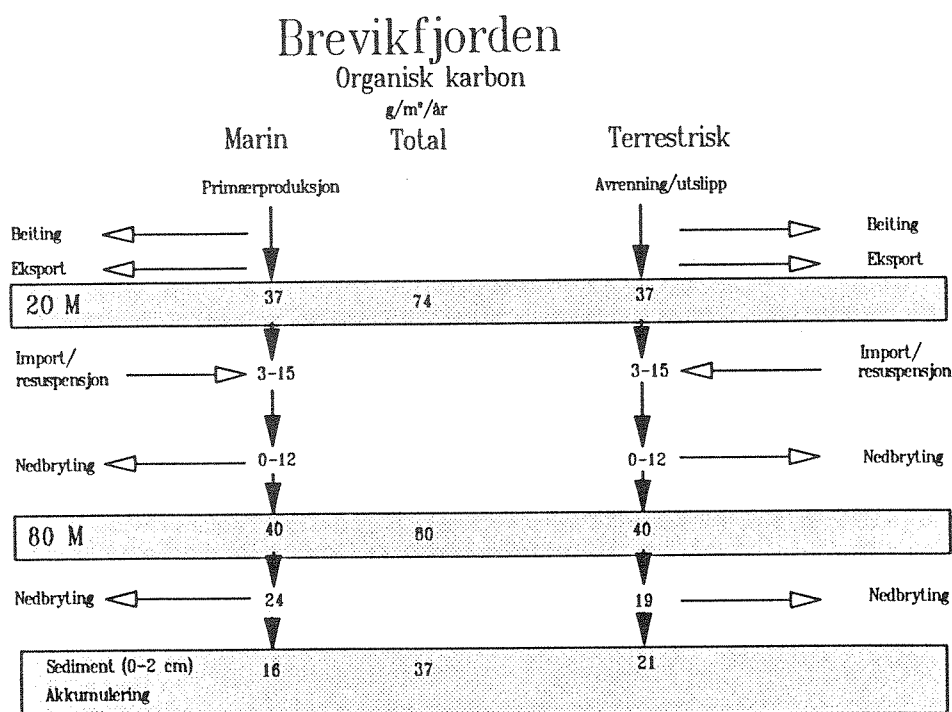 Brevikfjorden
Organisk karbon
g/m²/år
Marin Total Terrestrisk
Primærproduksjon Avrenning/utslipp
Beiting Beiting
Eksport Eksport
20 M 37 74 37
Import/ Import/
resuspensjon 3-15 3-15 resuspensjon
Nedbryting 0-12 0-12 Nedbryting
80 M 40 80 40
Nedbryting 24 19 Nedbryting
Sediment (0-2 cm) 16 37 21
Akkumulering